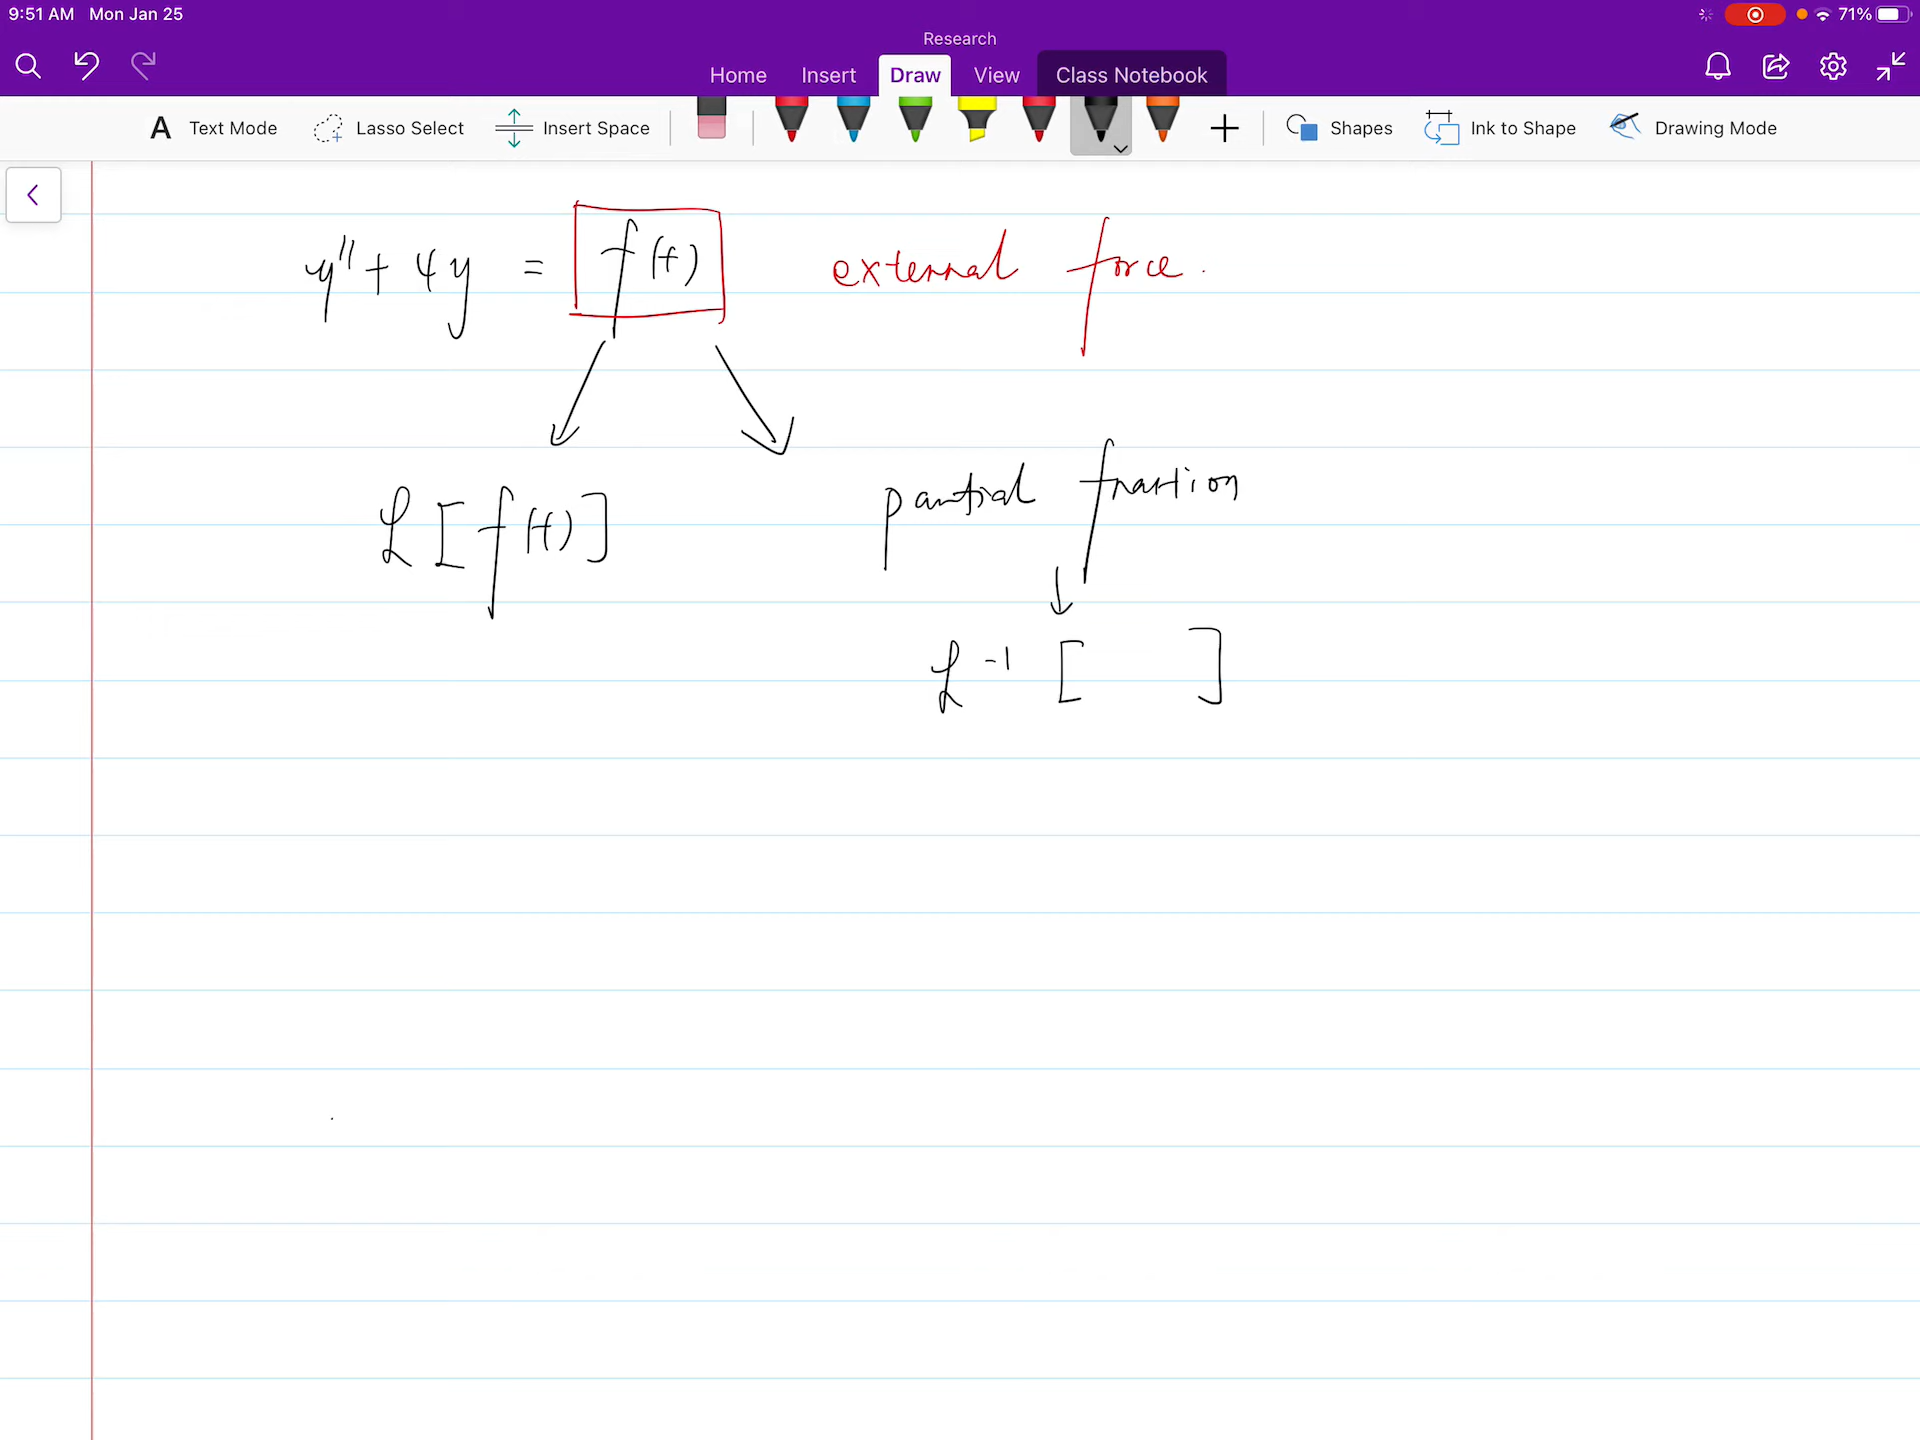 9:51 AM Mon Jan 25
71%
Research
Home Insert Draw View Class Notebook
A Text Mode Lasso Select Insert Space Shapes Ink to Shape Drawing Mode
y'' + 4y = f(t) external force.
ℒ[f(t)] partial fraction
ℒ⁻¹ [ ]